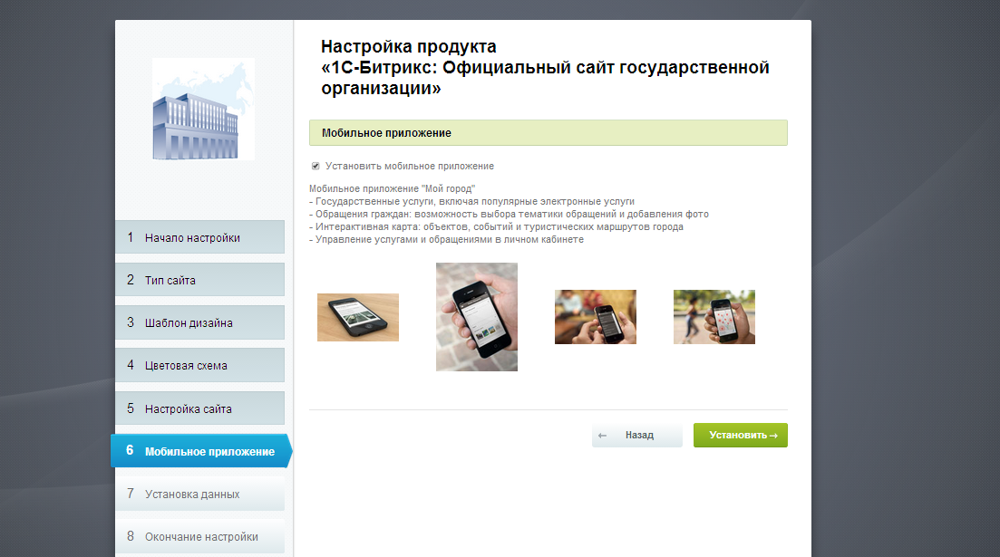 Настройка продукта
«1С-Битрикс: Официальный сайт государственной
организации»
Мобильное приложение
Установить мобильное приложение
Мобильное приложение "Мой город"
- Государственные услуги, включая популярные электронные услуги
- Обращения граждан: возможность выбора тематики обращений и добавления фото
- Интерактивная карта: объектов, событий и туристических маршрутов города
- Управление услугами и обращениями в личном кабинете
← Назад
Установить →
1 Начало настройки
2 Тип сайта
3 Шаблон дизайна
4 Цветовая схема
5 Настройка сайта
6 Мобильное приложение
7 Установка данных
8 Окончание настройки